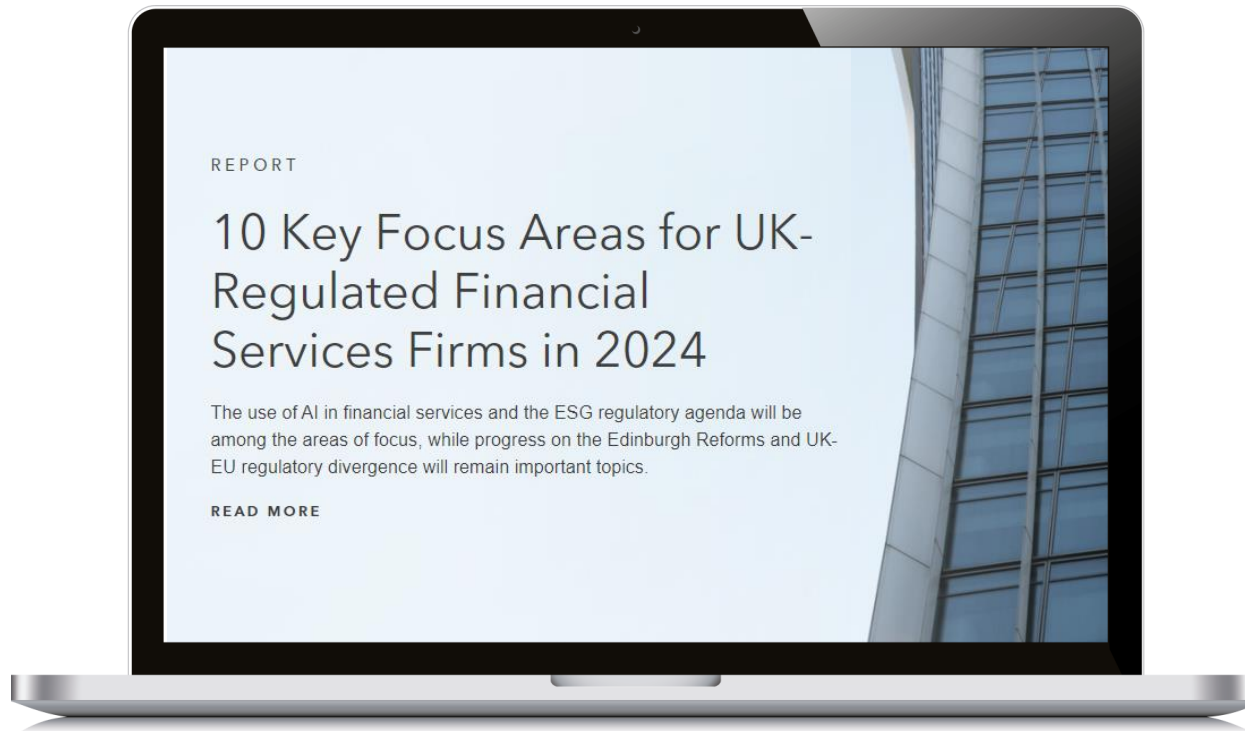 REPORT
10 Key Focus Areas for UK-
Regulated Financial
Services Firms in 2024
The use of AI in financial services and the ESG regulatory agenda will be
among the areas of focus, while progress on the Edinburgh Reforms and UK-
EU regulatory divergence will remain important topics.
READ MORE